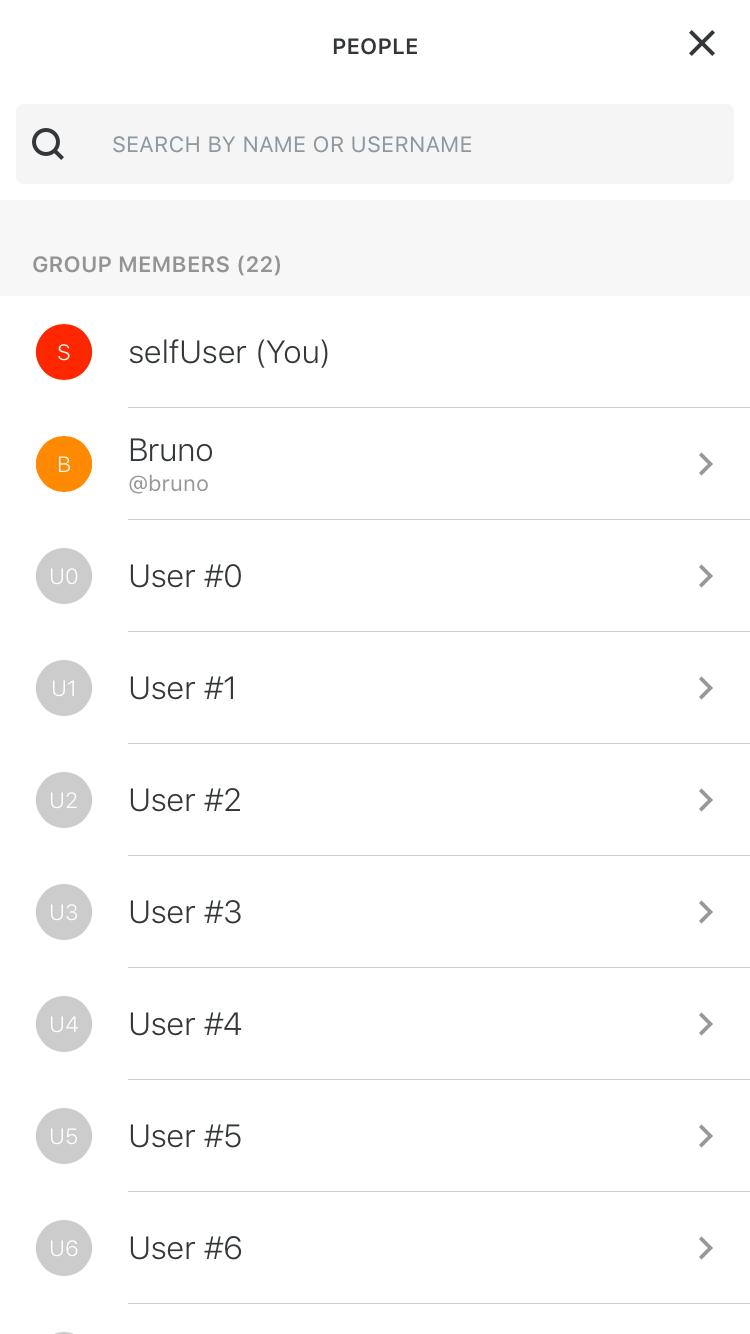 PEOPLE
SEARCH BY NAME OR USERNAME
GROUP MEMBERS (22)
S
selfUser (You)
B
Bruno
@bruno
U0
User #0
U1
User #1
U2
User #2
U3
User #3
U4
User #4
U5
User #5
U6
User #6